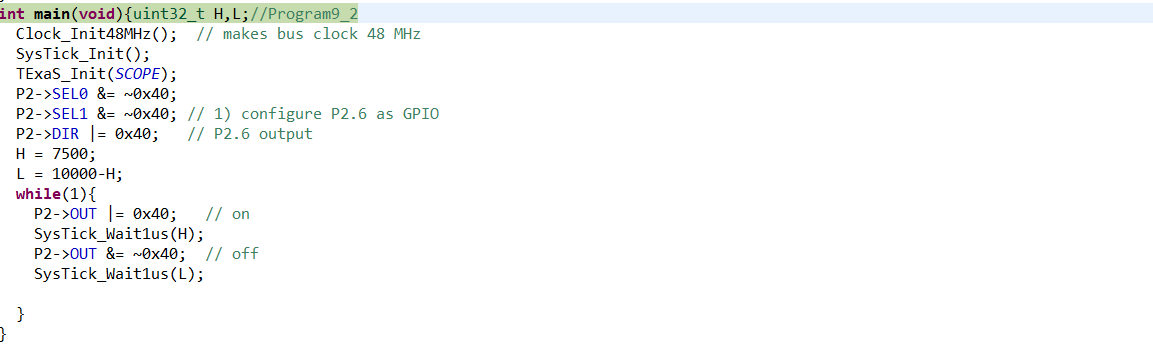 int main(void){uint32_t H,L;//Program9_2
Clock_Init48MHz();  // makes bus clock 48 MHz
SysTick_Init();
TExaS_Init(SCOPE);
P2->SEL0 &= ~0x40;
P2->SEL1 &= ~0x40; // 1) configure P2.6 as GPIO
P2->DIR |= 0x40;   // P2.6 output
H = 7500;
L = 10000-H;
while(1){
P2->OUT |= 0x40;   // on
SysTick_Wait1us(H);
P2->OUT &= ~0x40;  // off
SysTick_Wait1us(L);
}
}